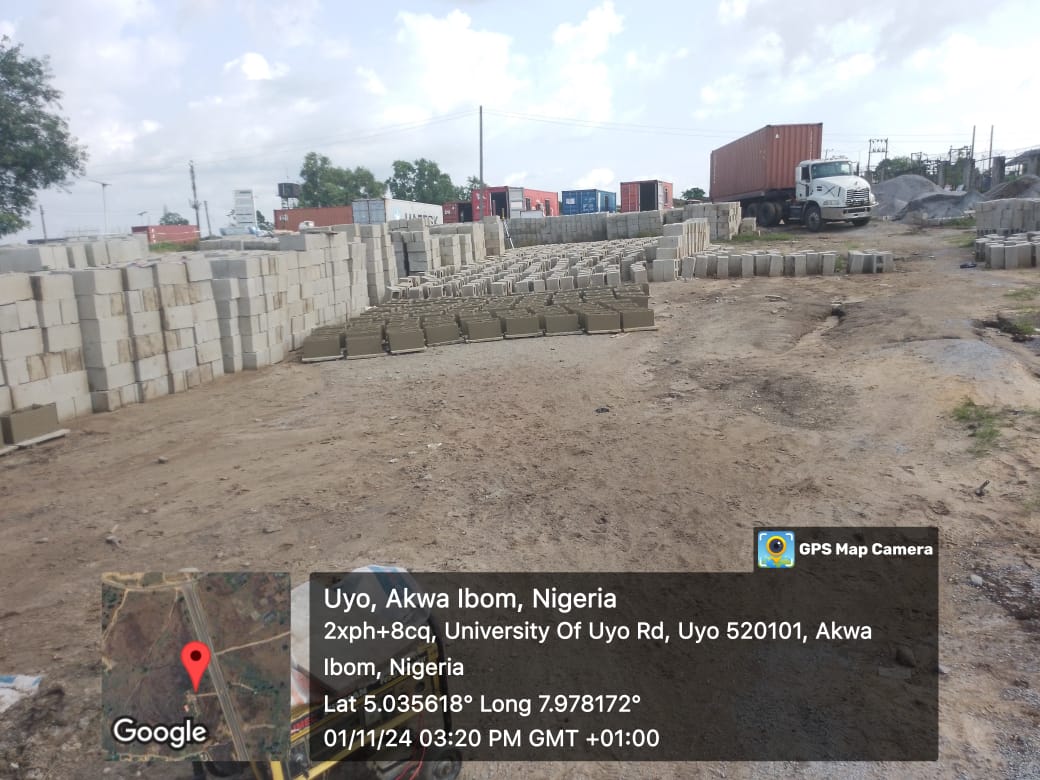 GPS Map Camera
Uyo, Akwa Ibom, Nigeria
2xph+8cq, University Of Uyo Rd, Uyo 520101, Akwa
Ibom, Nigeria
Lat 5.035618° Long 7.978172°
01/11/24 03:20 PM GMT +01:00
Google